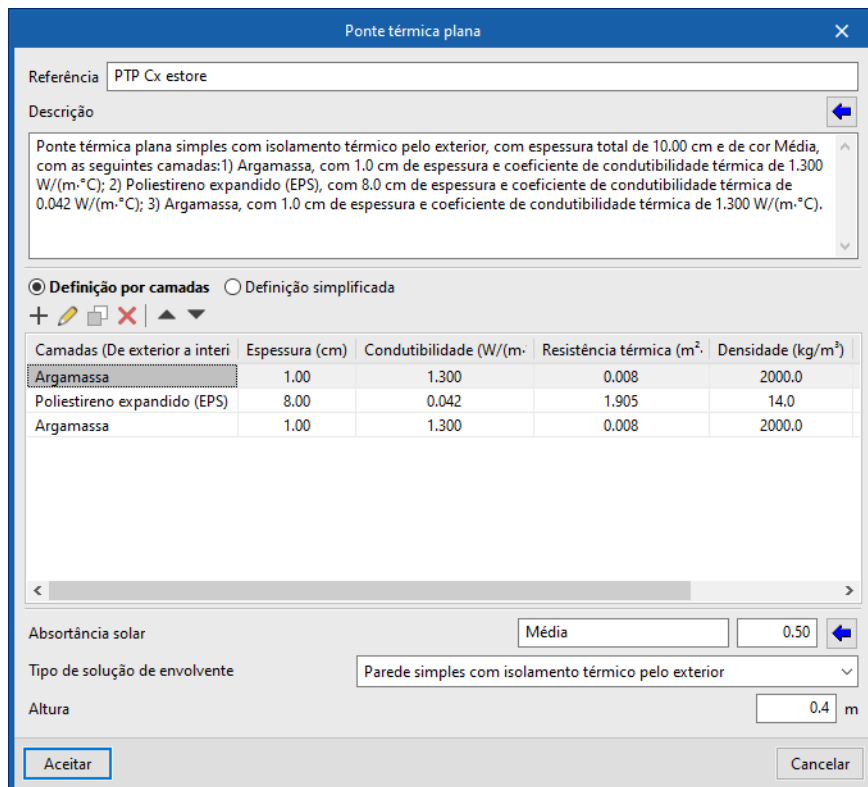 Ponte térmica plana
Referência PTP Cx estore
Descrição
Ponte térmica plana simples com isolamento térmico pelo exterior, com espessura total de 10.00 cm e de cor Média,
com as seguintes camadas:1) Argamassa, com 1.0 cm de espessura e coeficiente de condutibilidade térmica de 1.300
W/(m·°C); 2) Poliestireno expandido (EPS), com 8.0 cm de espessura e coeficiente de condutibilidade térmica de
0.042 W/(m·°C); 3) Argamassa, com 1.0 cm de espessura e coeficiente de condutibilidade térmica de 1.300 W/(m·°C).
Definição por camadas Definição simplificada
Camadas (De exterior a interi Espessura (cm) Condutibilidade (W/(m· Resistência térmica (m²· Densidade (kg/m³)
Argamassa 1.00 1.300 0.008 2000.0
Poliestireno expandido (EPS) 8.00 0.042 1.905 14.0
Argamassa 1.00 1.300 0.008 2000.0
Absortância solar Média 0.50
Tipo de solução de envolvente Parede simples com isolamento térmico pelo exterior
Altura 0.4 m
Aceitar Cancelar